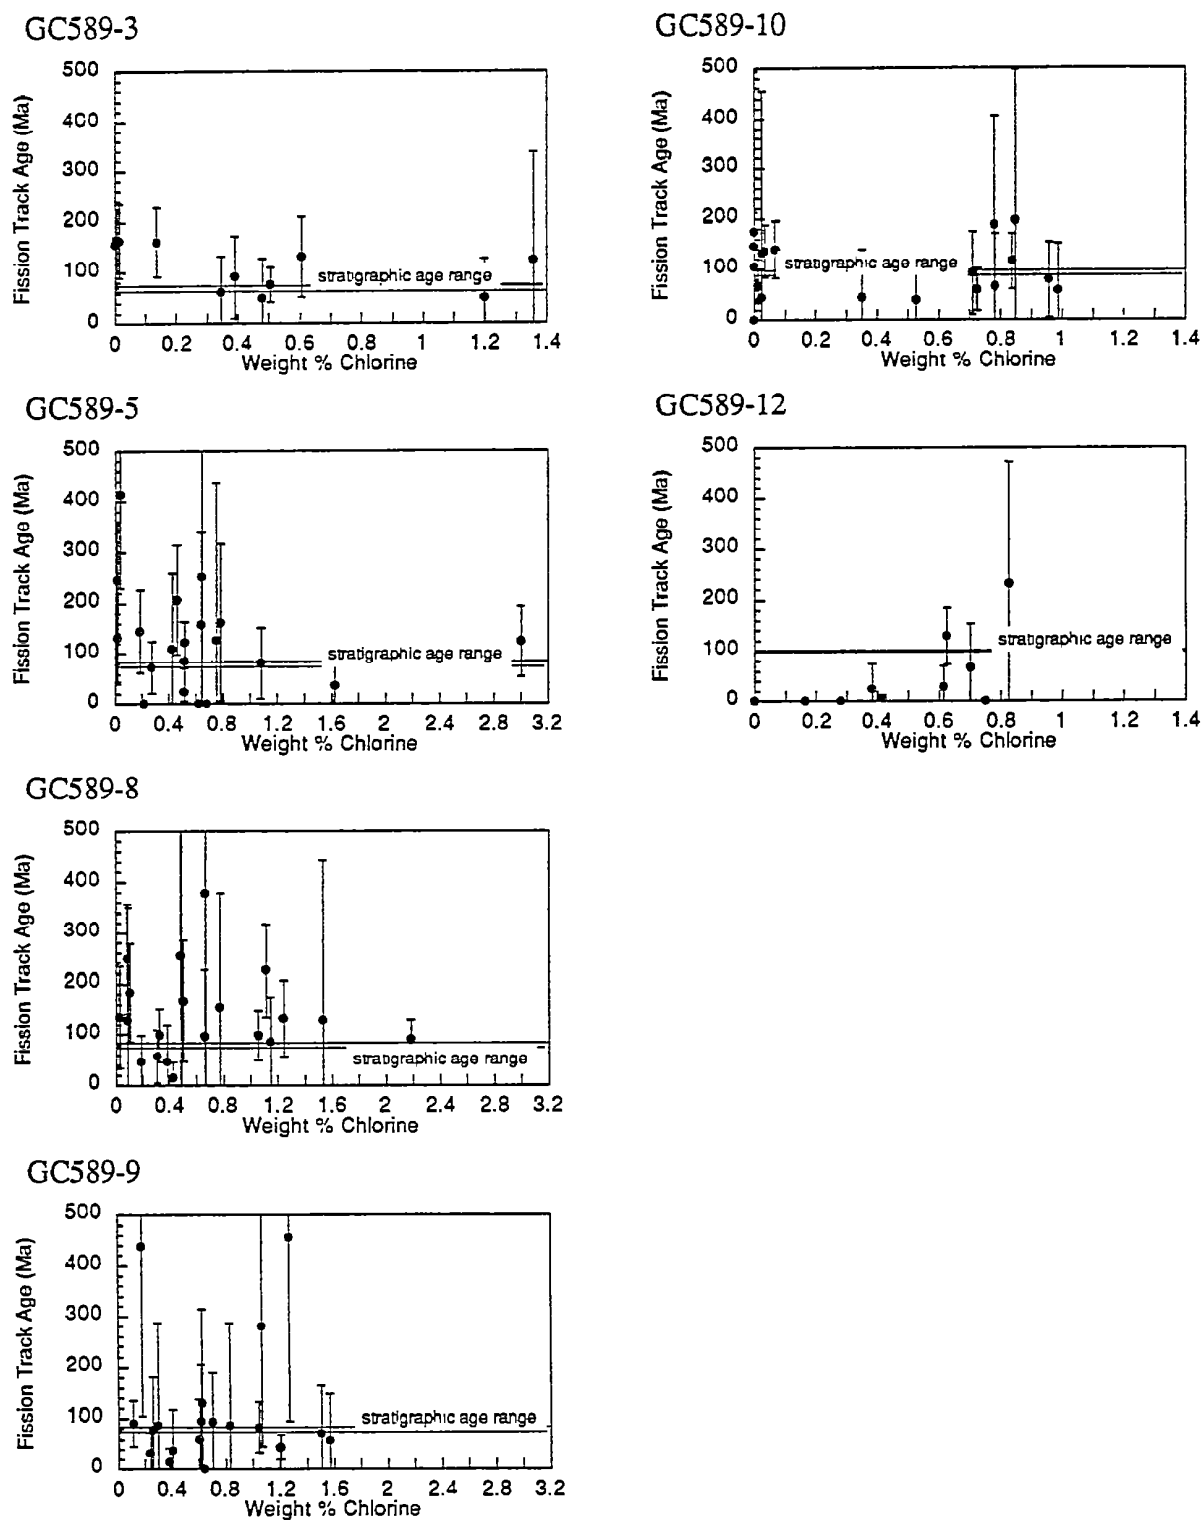 GC589-3
Fission Track Age (Ma)
500
400
300
200
100
0
stratigraphic age range
0 0.2 0.4 0.6 0.8 1 1.2 1.4
Weight % Chlorine
GC589-10
Fission Track Age (Ma)
500
400
300
200
100
0
stratigraphic age range
0 0.2 0.4 0.6 0.8 1 1.2 1.4
Weight % Chlorine
GC589-5
Fission Track Age (Ma)
500
400
300
200
100
0
stratigraphic age range
0 0.4 0.8 1.2 1.6 2 2.4 2.8 3.2
Weight % Chlorine
GC589-12
Fission Track Age (Ma)
500
400
300
200
100
0
stratigraphic age range
0 0.2 0.4 0.6 0.8 1 1.2 1.4
Weight % Chlorine
GC589-8
Fission Track Age (Ma)
500
400
300
200
100
0
stratigraphic age range
0 0.4 0.8 1.2 1.6 2 2.4 2.8 3.2
Weight % Chlorine
GC589-9
Fission Track Age (Ma)
500
400
300
200
100
0
stratigraphic age range
0 0.4 0.8 1.2 1.6 2 2.4 2.8 3.2
Weight % Chlorine